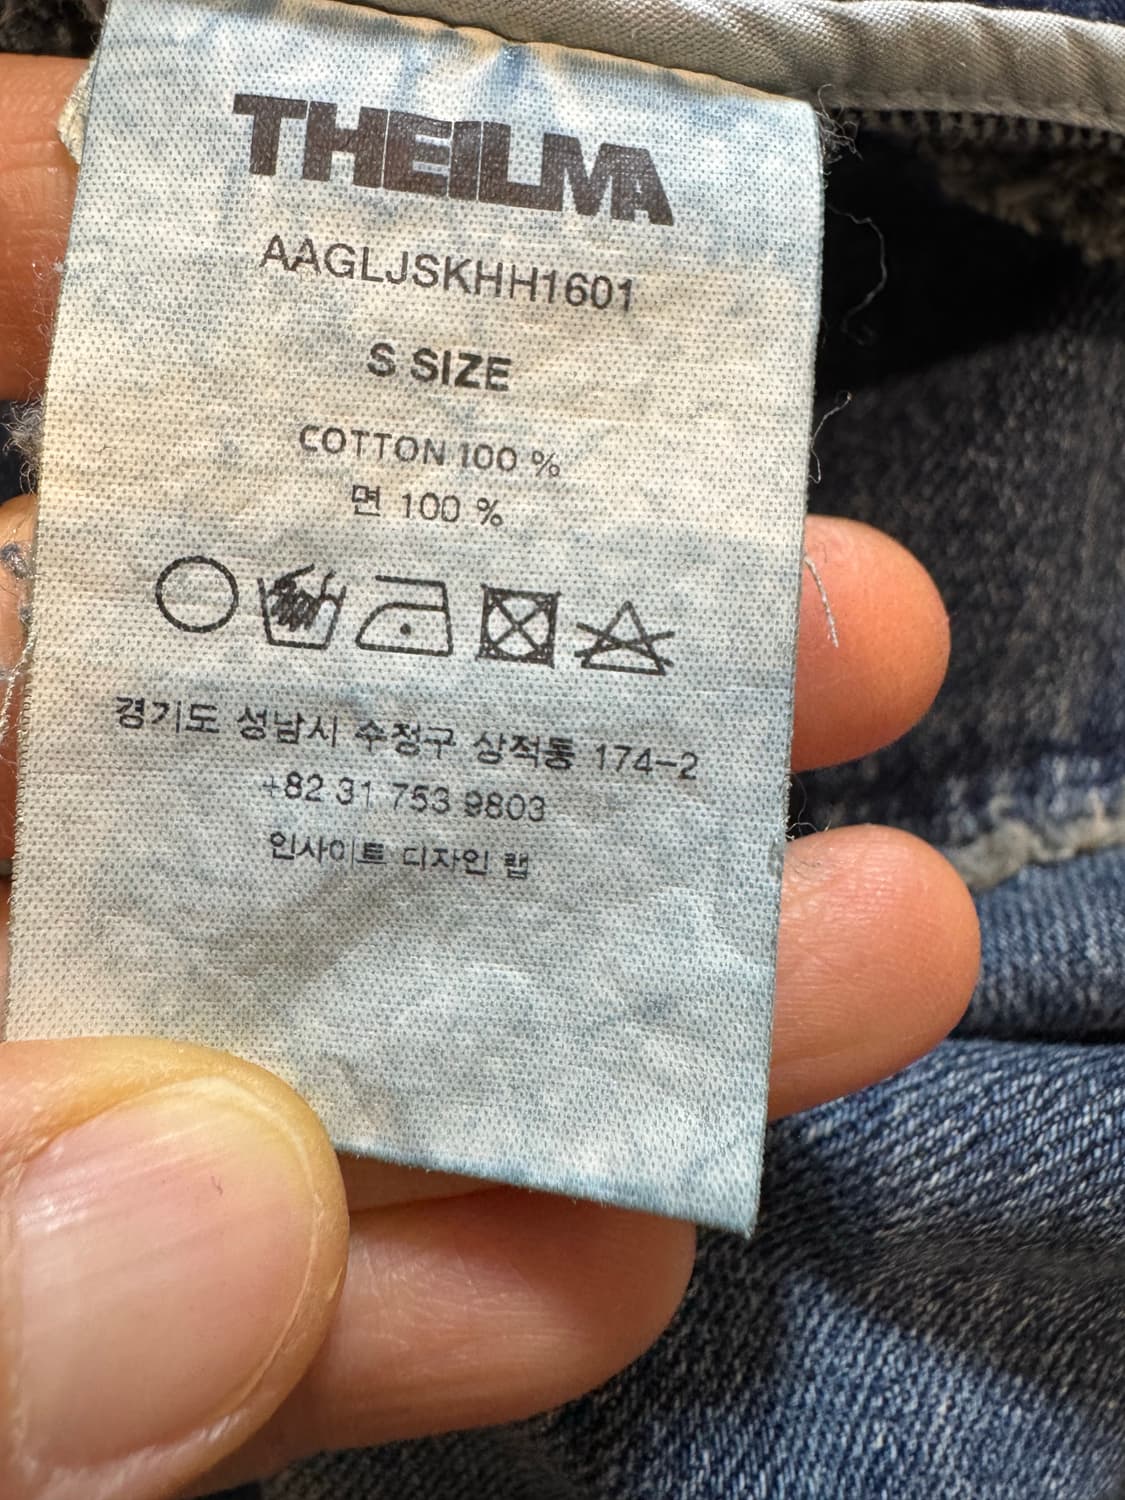 THEILMA
AAGLJSKHH1601
S SIZE
COTTON 100 %
면 100 %
경기도 성남시 수정구 상적동 174-2
+82 31 753 9803
인사이트 디자인 랩